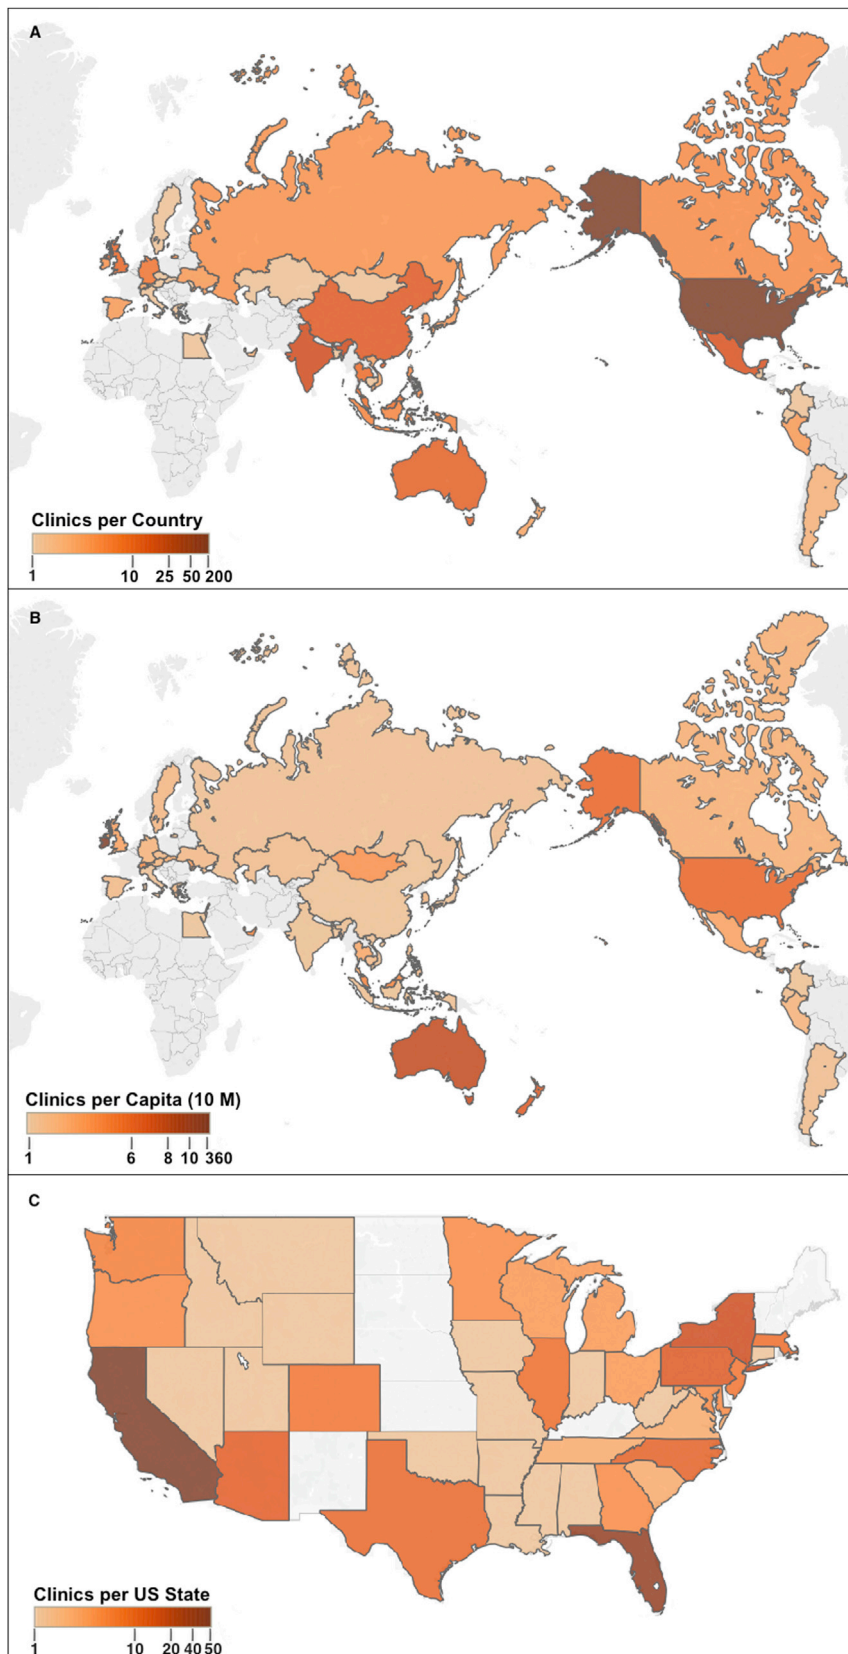 A
Clinics per Country
1 10 25 50 200
B
Clinics per Capita (10 M)
1 6 8 10 360
C
Clinics per US State
1 10 20 40 50